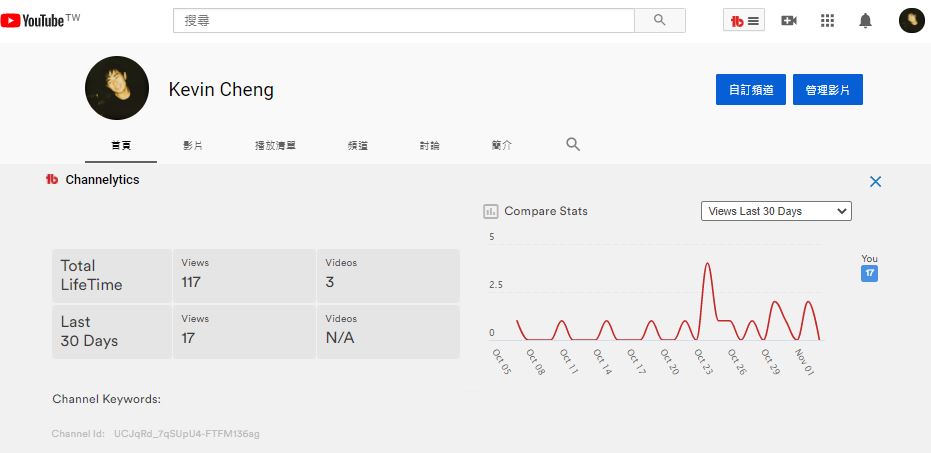 YouTube TW
搜尋
Kevin Cheng
自訂頻道
管理影片
首頁 影片 播放清單 頻道 討論 簡介
Channelytics
Compare Stats
Views Last 30 Days
Total LifeTime
Views
117
Videos
3
Last 30 Days
Views
17
Videos
N/A
5
2.5
0
Oct 05 Oct 08 Oct 11 Oct 14 Oct 17 Oct 20 Oct 23 Oct 26 Oct 29 Nov 01
You
17
Channel Keywords:
Channel Id: UCJqRd_7qSUpU4-FTFM136ag